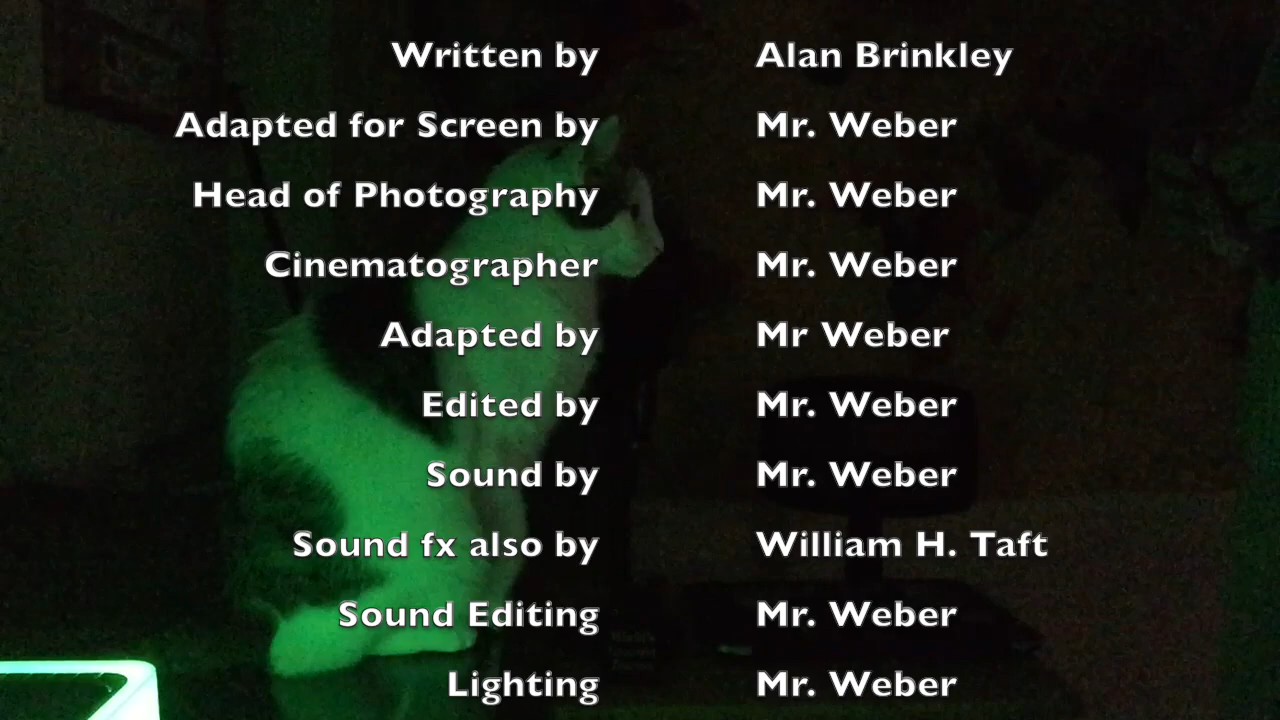 Written by Alan Brinkley
Adapted for Screen by Mr. Weber
Head of Photography Mr. Weber
Cinematographer Mr. Weber
Adapted by Mr Weber
Edited by Mr. Weber
Sound by Mr. Weber
Sound fx also by William H. Taft
Sound Editing Mr. Weber
Lighting Mr. Weber